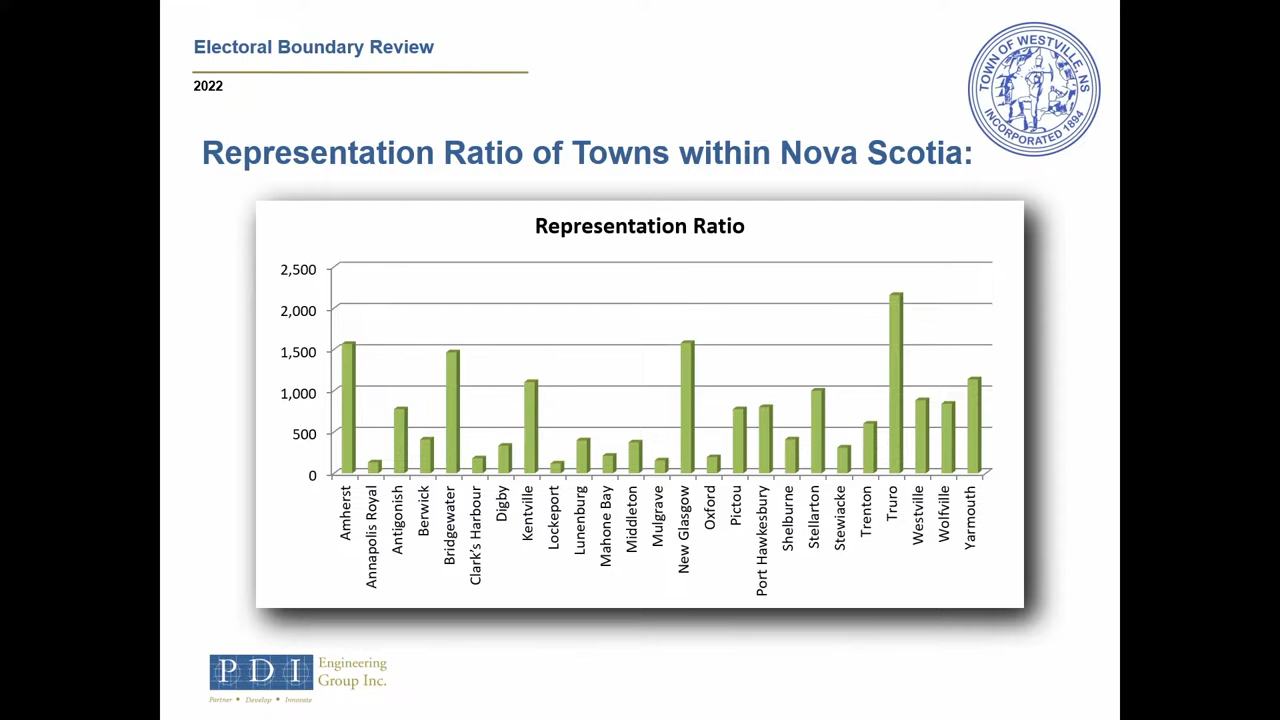 Electoral Boundary Review
2022
TOWN OF WESTVILLE, NS
INCORPORATED 1894
Representation Ratio of Towns within Nova Scotia:
Representation Ratio
2,500
2,000
1,500
1,000
500
0
Amherst
Annapolis Royal
Antigonish
Berwick
Bridgewater
Clark's Harbour
Digby
Kentville
Lockeport
Lunenburg
Mahone Bay
Middleton
Mulgrave
New Glasgow
Oxford
Pictou
Port Hawkesbury
Shelburne
Stellarton
Stewiacke
Trenton
Truro
Westville
Wolfville
Yarmouth
PDI
Engineering
Group Inc.
Partner • Develop • Innovate